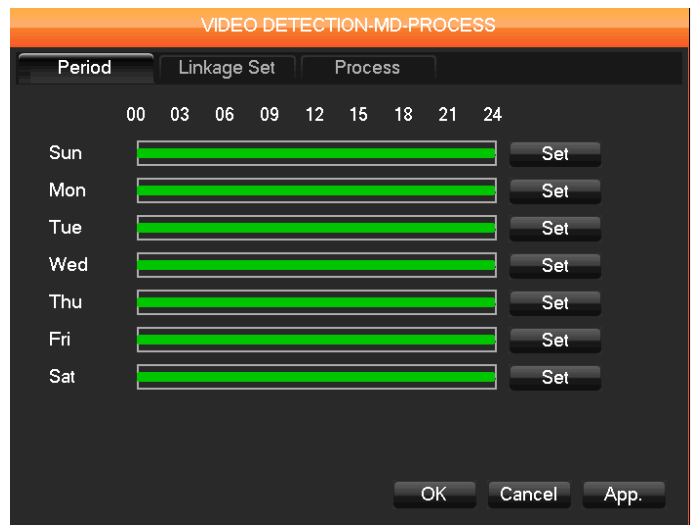 VIDEO DETECTION-MD-PROCESS
Period Linkage Set Process
00 03 06 09 12 15 18 21 24
Sun Set
Mon Set
Tue Set
Wed Set
Thu Set
Fri Set
Sat Set
OK Cancel App.